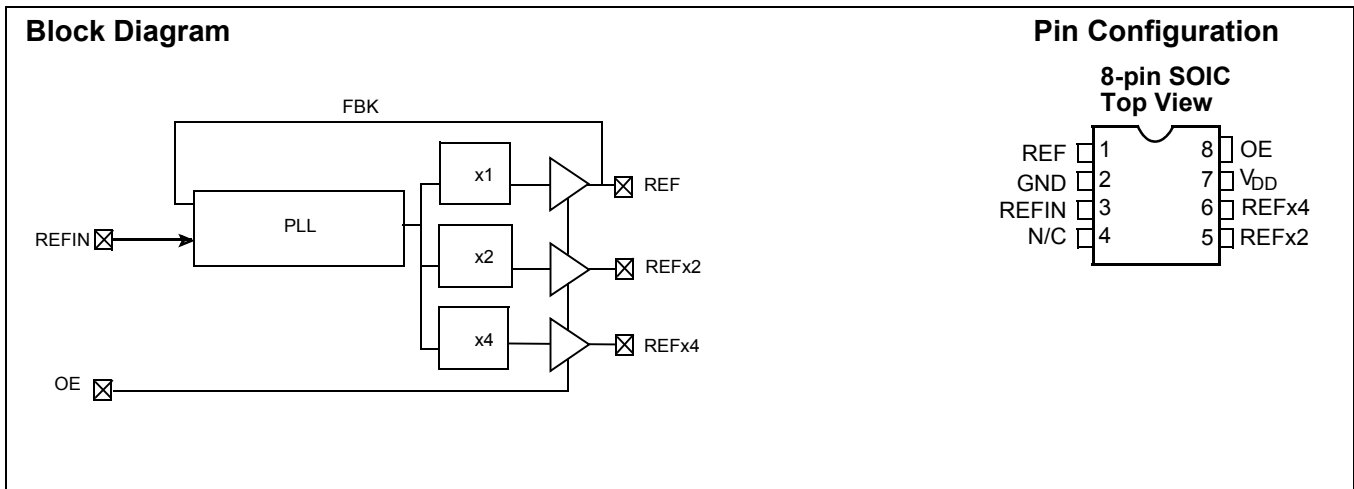 Block Diagram
FBK
x1
REF
PLL
REFIN
x2
REFx2
x4
REFx4
OE
Pin Configuration
8-pin SOIC
Top View
REF 1 8 OE
GND 2 7 VDD
REFIN 3 6 REFx4
N/C 4 5 REFx2